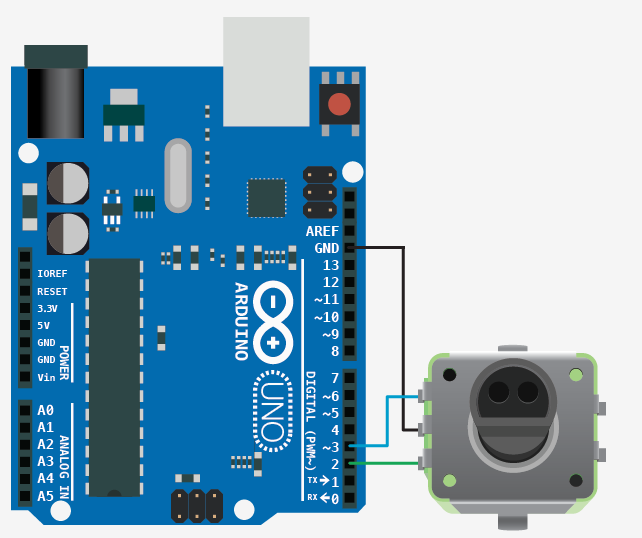 AREF
GND
13
12
~11
~10
~9
8
7
~6
~5
4
~3
2
TX→1
RX←0
DIGITAL (PWM~)
ARDUINO
UNO
IOREF
RESET
3.3V
5V
GND
GND
Vin
POWER
A0
A1
A2
A3
A4
A5
ANALOG IN